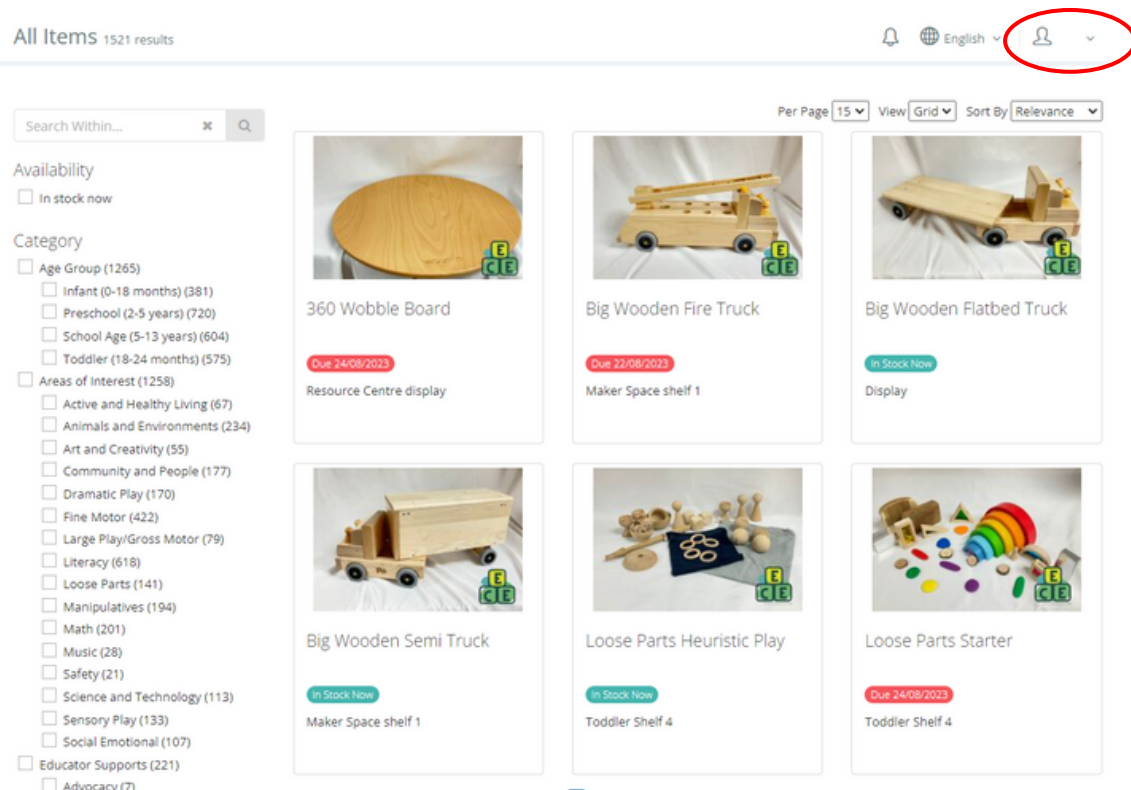 All Items 1521 results
English
Per Page 15 View Grid Sort By Relevance
Search Within...
Availability
In stock now
Category
Age Group (1265)
Infant (0-18 months) (381)
Preschool (2-5 years) (720)
School Age (5-13 years) (604)
Toddler (18-24 months) (575)
Areas of Interest (1258)
Active and Healthy Living (67)
Animals and Environments (234)
Art and Creativity (55)
Community and People (177)
Dramatic Play (170)
Fine Motor (422)
Large Play/Gross Motor (79)
Literacy (618)
Loose Parts (141)
Manipulatives (194)
Math (201)
Music (28)
Safety (21)
Science and Technology (113)
Sensory Play (133)
Social Emotional (107)
Educator Supports (221)
Advocacy (7)
E
C E
360 Wobble Board
Due 24/08/2023
Resource Centre display
E
C E
Big Wooden Fire Truck
Due 22/08/2023
Maker Space shelf 1
E
C E
Big Wooden Flatbed Truck
In Stock Now
Display
E
C E
Big Wooden Semi Truck
In Stock Now
Maker Space shelf 1
E
C E
Loose Parts Heuristic Play
In Stock Now
Toddler Shelf 4
E
C E
Loose Parts Starter
Due 24/08/2023
Toddler Shelf 4